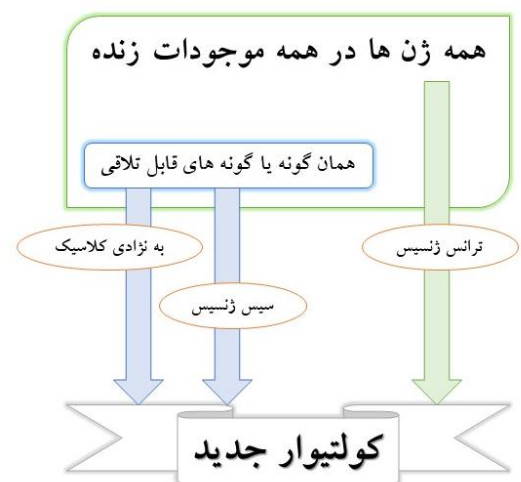 همه ژن ها در همه موجودات زنده
همان گونه یا گونه های قابل تلاقی
ترانس ژنسیس
به نژادی کلاسیک
سیس ژنسیس
کولتیوار جدید